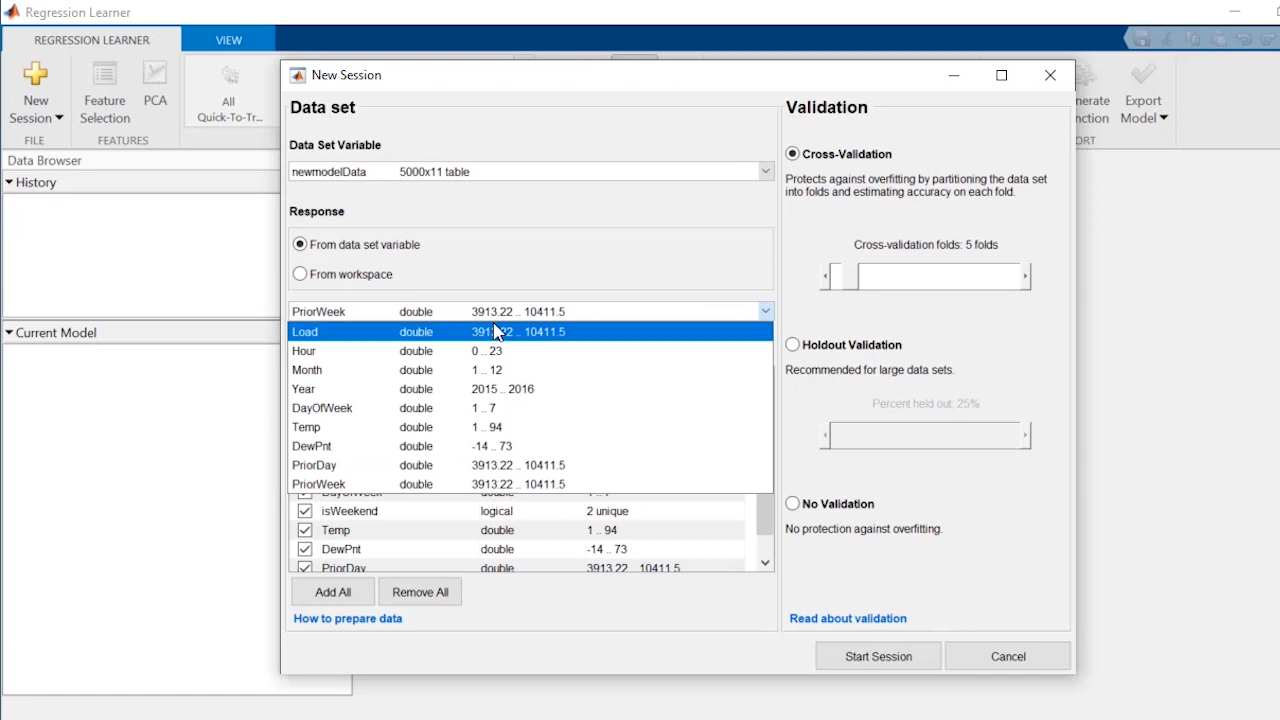 Regression Learner
REGRESSION LEARNER
VIEW
New Session
Feature Selection
PCA
All Quick-To-Tr...
Export Model
FILE
FEATURES
Data Browser
History
Current Model
New Session
Data set
Data Set Variable
newmodelData 5000x11 table
Response
From data set variable
From workspace
PriorWeek double 3913.22 .. 10411.5
Load double 3913.22 .. 10411.5
Hour double 0 .. 23
Month double 1 .. 12
Year double 2015 .. 2016
DayOfWeek double 1 .. 7
Temp double 1 .. 94
DewPnt double -14 .. 73
PriorDay double 3913.22 .. 10411.5
PriorWeek double 3913.22 .. 10411.5
isWeekend logical 2 unique
Temp double 1 .. 94
DewPnt double -14 .. 73
PriorDay double 3913.22 .. 10411.5
Add All
Remove All
How to prepare data
Validation
Cross-Validation
Protects against overfitting by partitioning the data set
into folds and estimating accuracy on each fold.
Cross-validation folds: 5 folds
Holdout Validation
Recommended for large data sets.
Percent held out: 25%
No Validation
No protection against overfitting.
Read about validation
Start Session
Cancel